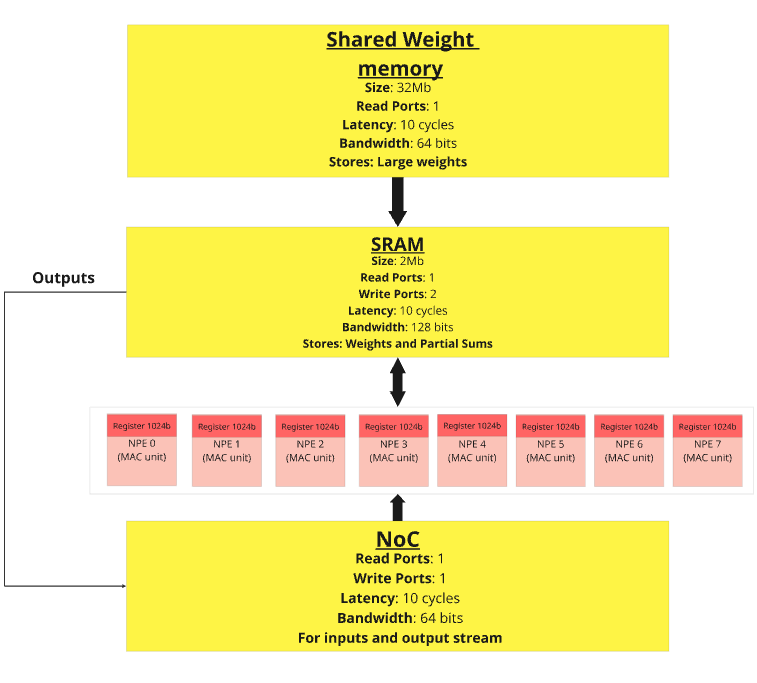 Shared Weight
memory
Size: 32Mb
Read Ports: 1
Latency: 10 cycles
Bandwidth: 64 bits
Stores: Large weights
SRAM
Size: 2Mb
Read Ports: 1
Write Ports: 2
Latency: 10 cycles
Bandwidth: 128 bits
Stores: Weights and Partial Sums
Outputs
Register 1024b
NPE 0
(MAC unit)
Register 1024b
NPE 1
(MAC unit)
Register 1024b
NPE 2
(MAC unit)
Register 1024b
NPE 3
(MAC unit)
Register 1024b
NPE 4
(MAC unit)
Register 1024b
NPE 5
(MAC unit)
Register 1024b
NPE 6
(MAC unit)
Register 1024b
NPE 7
(MAC unit)
NoC
Read Ports: 1
Write Ports: 1
Latency: 10 cycles
Bandwidth: 64 bits
For inputs and output stream